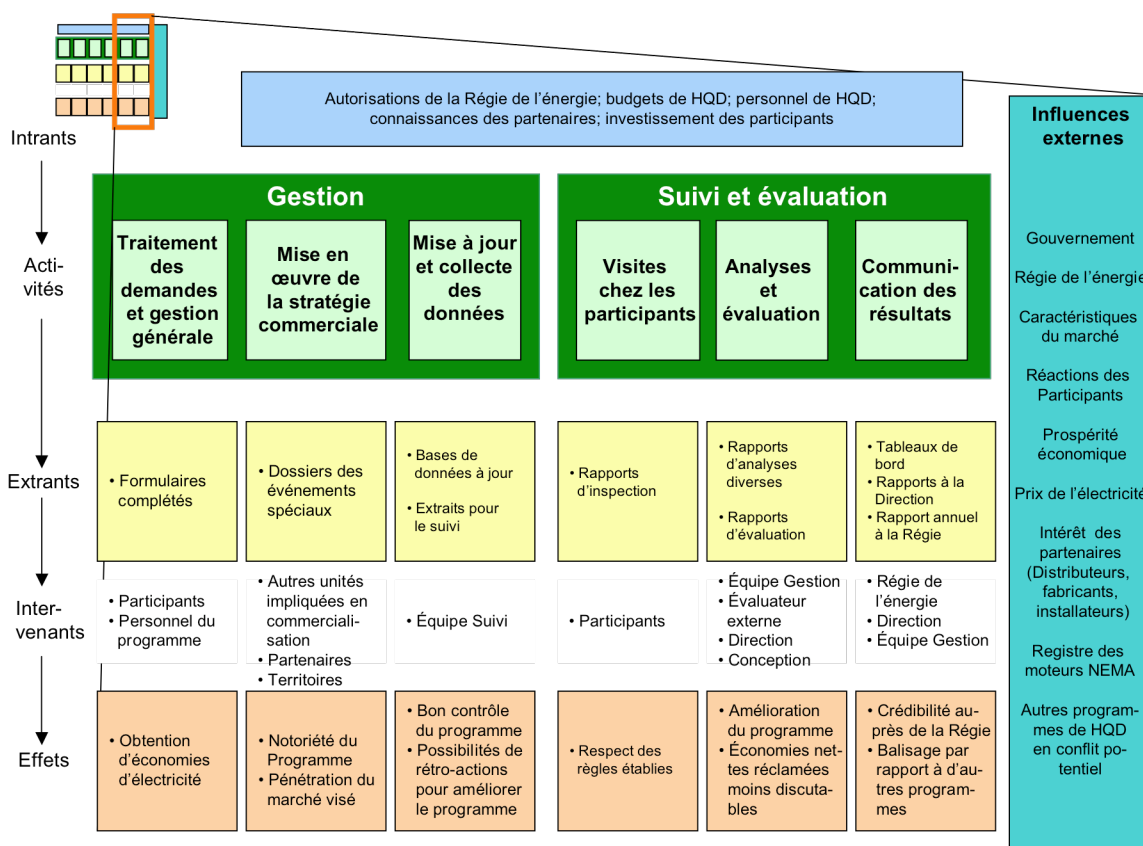 Autorisations de la Régie de l'énergie; budgets de HQD; personnel de HQD;
connaissances des partenaires; investissement des participants
Intrants
Acti-
vités
Extrants
Inter-
venants
Effets
Gestion
Traitement
des
demandes
et gestion
générale
Mise en
œuvre de
la stratégie
commerciale
Mise à jour
et collecte
des
données
Suivi et évaluation
Visites
chez les
participants
Analyses
et
évaluation
Communi-
cation des
résultats
• Formulaires
complétés
• Dossiers des
événements
spéciaux
• Bases de
données à jour
• Extraits pour
le suivi
• Rapports
d'inspection
• Rapports
d'analyses
diverses
• Rapports
d'évaluation
• Tableaux de
bord
• Rapports à la
Direction
• Rapport annuel
à la Régie
• Participants
• Personnel du
programme
• Autres unités
impliquées en
commerciali-
sation
• Partenaires
• Territoires
• Équipe Suivi
• Participants
• Équipe Gestion
• Évaluateur
externe
• Direction
• Conception
• Régie de
l'énergie
• Direction
• Équipe Gestion
• Obtention
d'économies
d'électricité
• Notoriété du
Programme
• Pénétration du
marché visé
• Bon contrôle
du programme
• Possibilités de
rétro-actions
pour améliorer
le programme
• Respect des
règles établies
• Amélioration du
programme
• Économies net-
tes réclamées
moins discuta-
bles
• Crédibilité au-
près de la Régie
• Balisage par
rapport à d'au-
tres program-
mes
Influences
externes
Gouvernement
Régie de l'énergie
Caractéristiques
du marché
Réactions des
Participants
Prospérité
économique
Prix de l'électricité
Intérêt des
partenaires
(Distributeurs,
fabricants,
installateurs)
Registre des
moteurs NEMA
Autres program-
mes de HQD
en conflit po-
tentiel